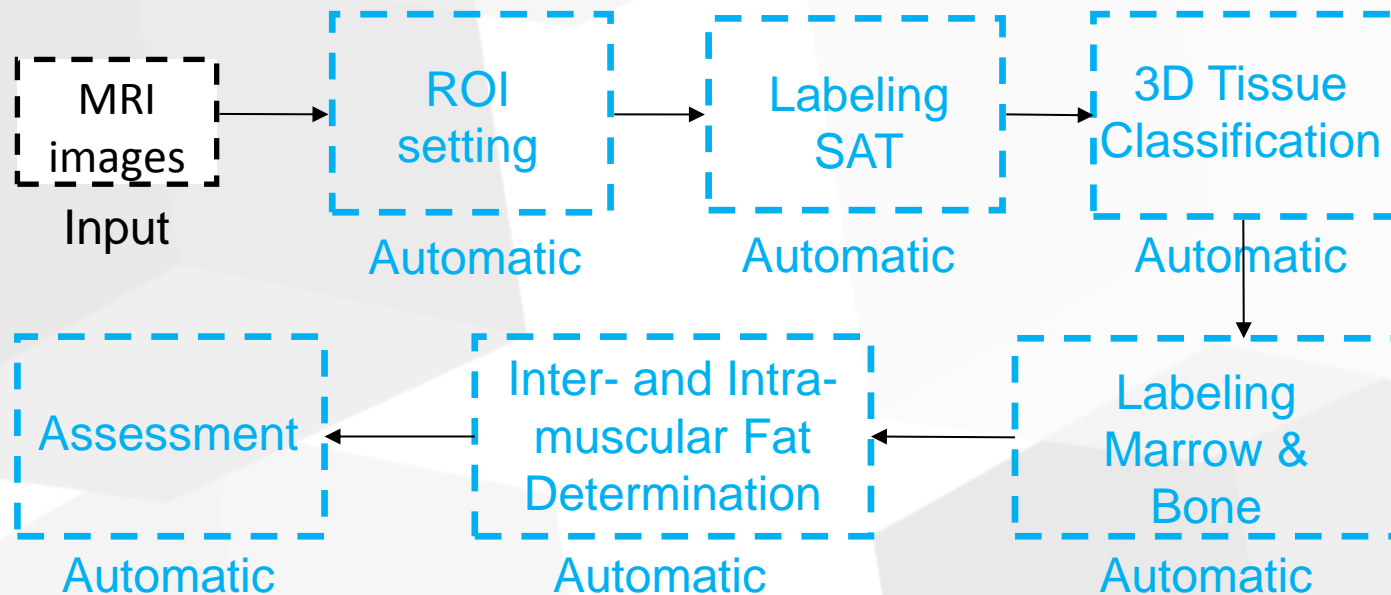 MRI
images
Input
ROI
setting
Automatic
Labeling
SAT
Automatic
3D Tissue
Classification
Automatic
Labeling
Marrow &
Bone
Automatic
Inter- and Intra-
muscular Fat
Determination
Automatic
Assessment
Automatic